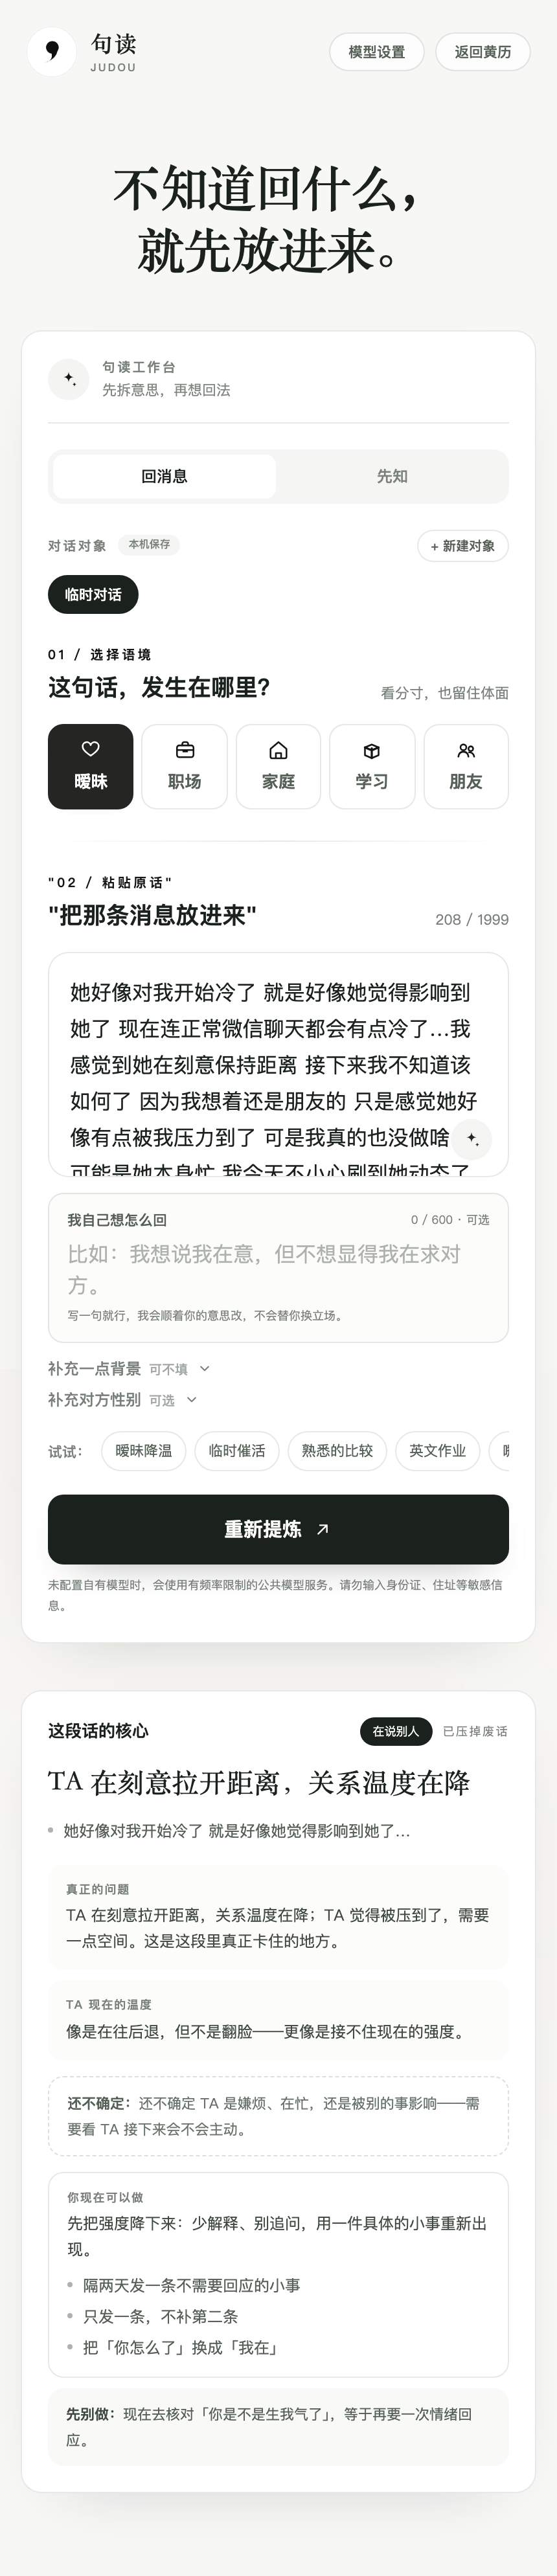 句读
JUDOU
模型设置
返回黄历
不知道回什么，
就先放进来。
句读工作台
先拆意思，再想回法
回消息
先知
对话对象
本机保存
+ 新建对象
临时对话
01 / 选择语境
这句话，发生在哪里？
看分寸，也留住体面
暧昧
职场
家庭
学习
朋友
"02 / 粘贴原话"
"把那条消息放进来"
208 / 1999
她好像对我开始冷了 就是好像她觉得影响到
她了 现在连正常微信聊天都会有点冷了…我
感觉到她在刻意保持距离 接下来我不知道该
如何了 因为我想着还是朋友的 只是感觉她好
像有点被我压力到了 可是我真的也没做啥
可能是她本身忙 我今天不小心刷到她动态了
我自己想怎么回
0 / 600 · 可选
比如：我想说我在意，但不想显得我在求对
方。
写一句就行，我会顺着你的意思改，不会替你换立场。
补充一点背景 可不填
补充对方性别 可选
试试：
暧昧降温
临时催活
熟悉的比较
英文作业
重新提炼
未配置自有模型时，会使用有频率限制的公共模型服务。请勿输入身份证、住址等敏感信
息。
这段话的核心
在说别人
已压掉废话
TA 在刻意拉开距离，关系温度在降
她好像对我开始冷了 就是好像她觉得影响到她了…
真正的问题
TA 在刻意拉开距离，关系温度在降；TA 觉得被压到了，需要
一点空间。这是这段里真正卡住的地方。
TA 现在的温度
像是在往后退，但不是翻脸——更像是接不住现在的强度。
还不确定：还不确定 TA 是嫌烦、在忙，还是被别的事影响——需
要看 TA 接下来会不会主动。
你现在可以做
先把强度降下来：少解释、别追问，用一件具体的小事重新出
现。
隔两天发一条不需要回应的小事
只发一条，不补第二条
把「你怎么了」换成「我在」
先别做：现在去核对「你是不是生我气了」，等于再要一次情绪回
应。